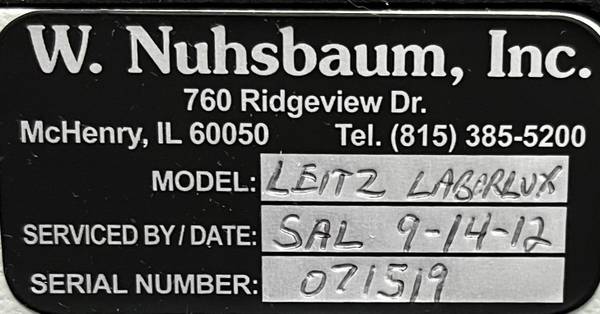 W. Nuhsbaum, Inc.
760 Ridgeview Dr.
McHenry, IL 60050 Tel. (815) 385-5200
MODEL: LEITZ LABORLUX
SERVICED BY / DATE: SAL 9-14-12
SERIAL NUMBER: 071519